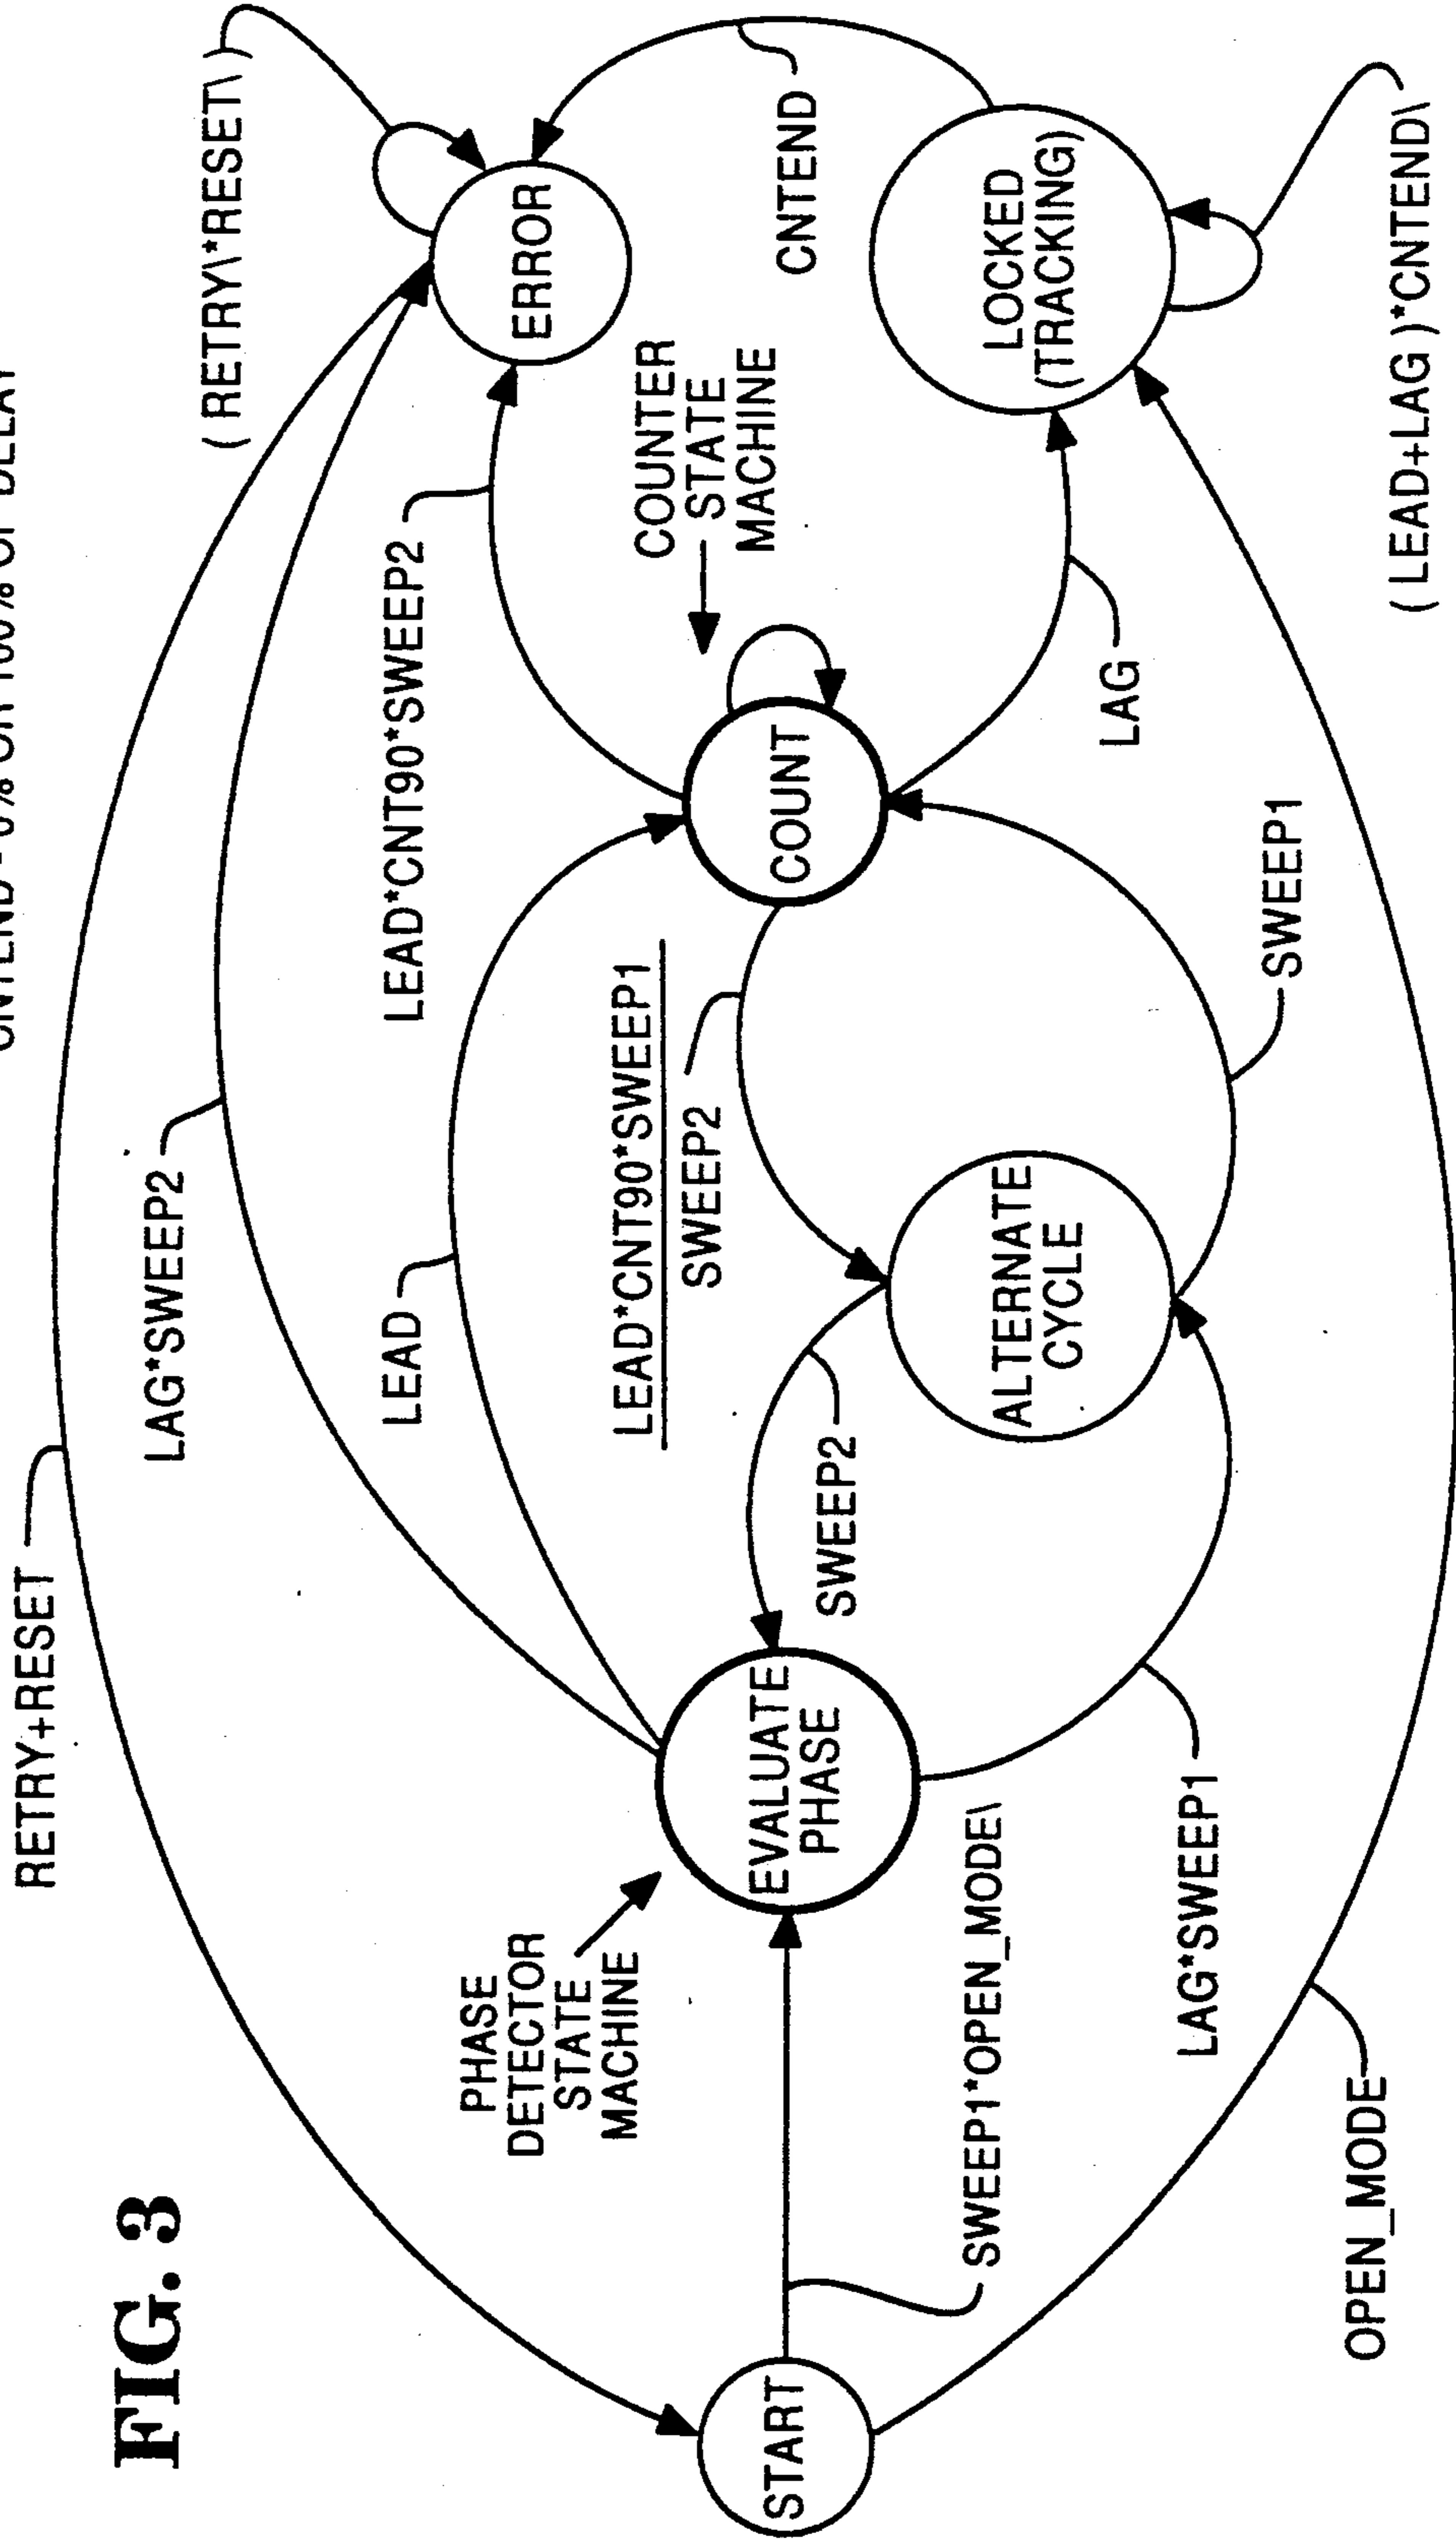 FIG. 3
RETRY+RESET
LAG*SWEEP2
( RETRY\*RESET\ )
LEAD
LEAD*CNT90*SWEEP2
PHASE
DETECTOR
STATE
MACHINE
LEAD*CNT90*SWEEP1
SWEEP2
COUNTER
STATE
MACHINE
ERROR
START
EVALUATE
PHASE
SWEEP2
COUNT
CNTEND
SWEEP1*OPEN_MODE\
ALTERNATE
CYCLE
LAG
LOCKED
(TRACKING)
LAG*SWEEP1
SWEEP1
OPEN_MODE
( LEAD+LAG )*CNTEND\